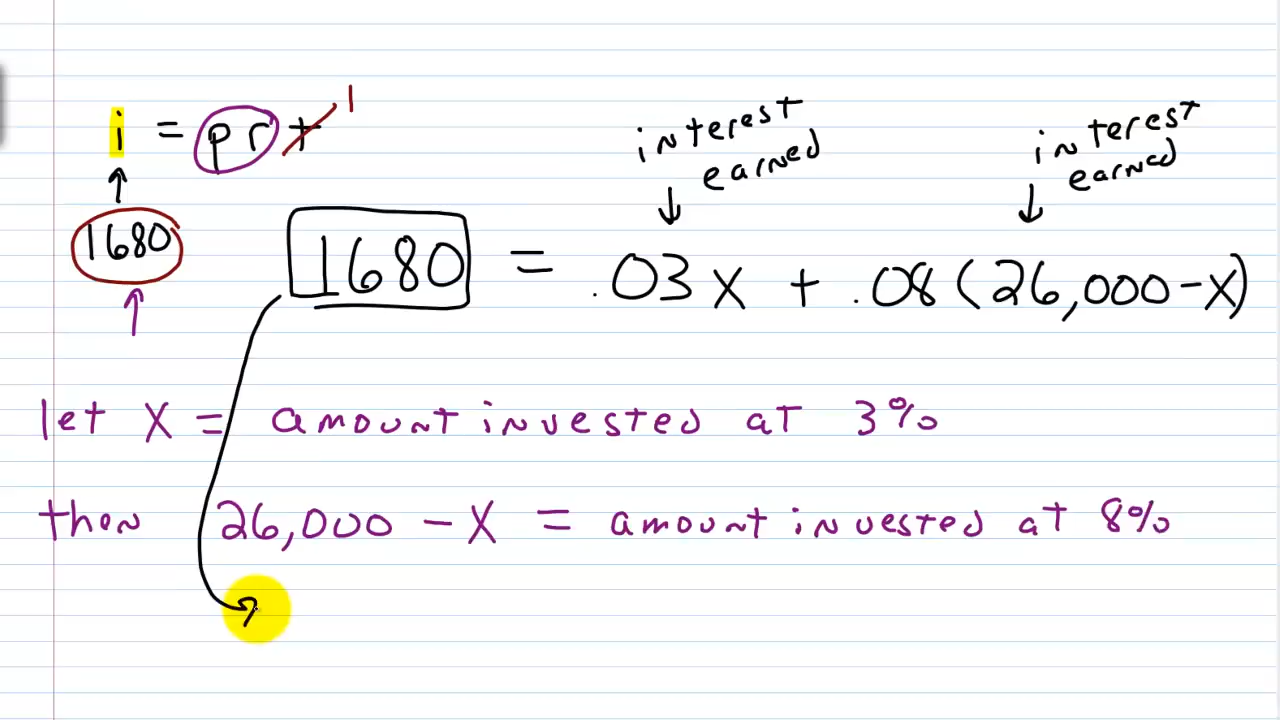 i = prt 1
interest earned
interest earned
1680
1680 = .03x + .08(26,000-x)
let x = amount invested at 3%
then 26,000 - x = amount invested at 8%